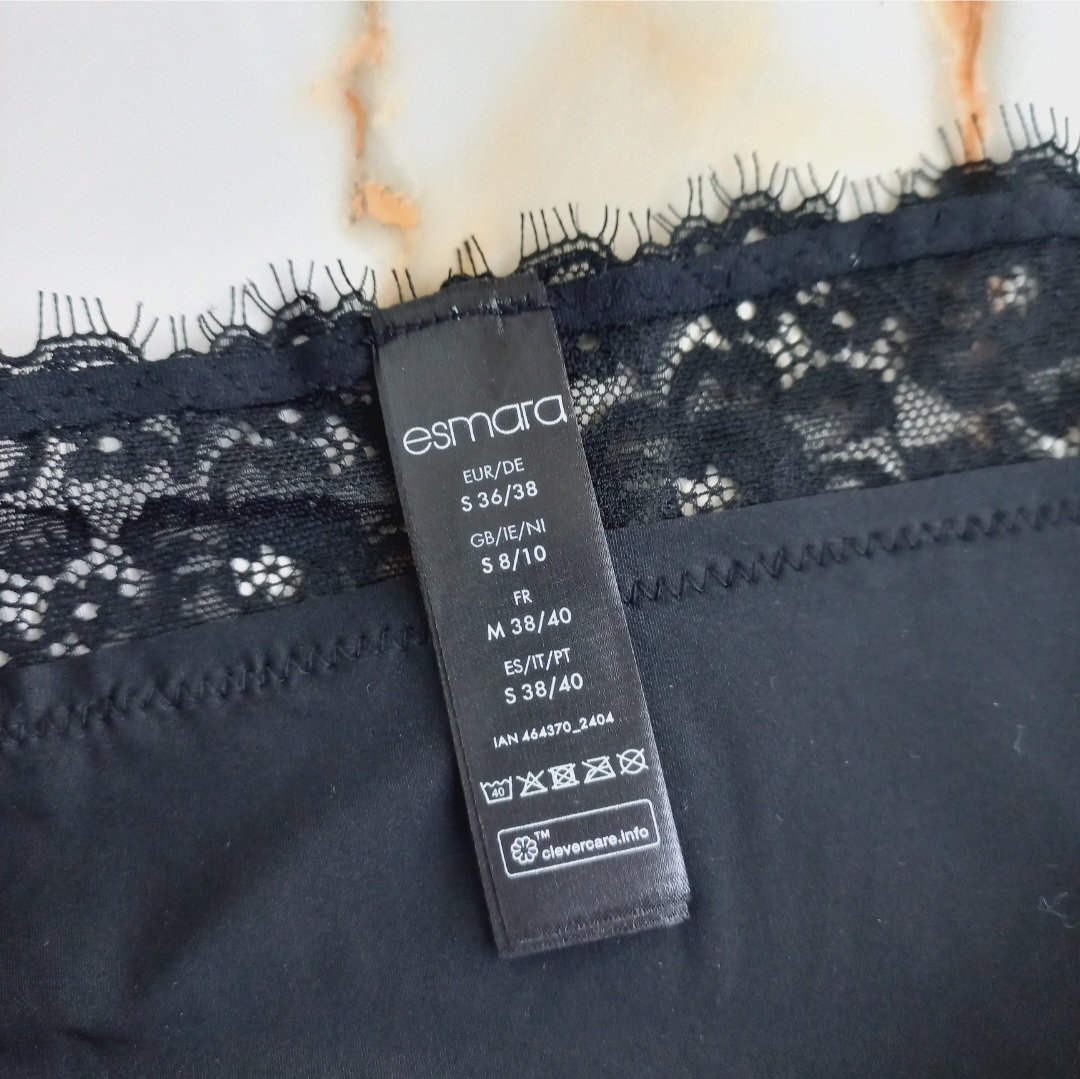 esmara
EUR/DE
S 36/38
GB/IE/NI
S 8/10
FR
M 38/40
ES/IT/PT
S 38/40
IAN 464370_2404
40
TM
clevercare.info